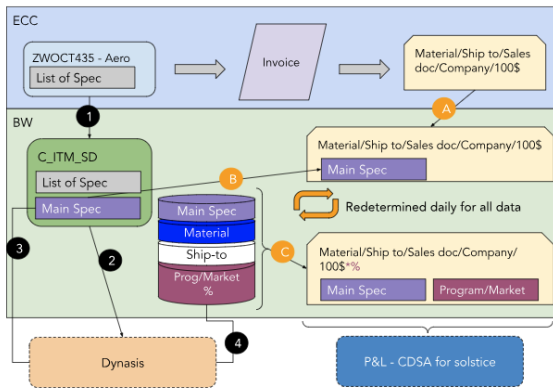 ECC
ZWOCT435 - Aero
List of Spec
Invoice
Material/Ship to/Sales
doc/Company/100$
1
A
BW
C_ITM_SD
List of Spec
Main Spec
B
Material/Ship to/Sales doc/Company/100$
Main Spec
Redetermined daily for all data
3
2
Main Spec
Material
Ship-to
Prog/Market
%
C
Material/Ship to/Sales doc/Company/
100$*%
Main Spec
Program/Market
4
Dynasis
P&L - CDSA for solstice